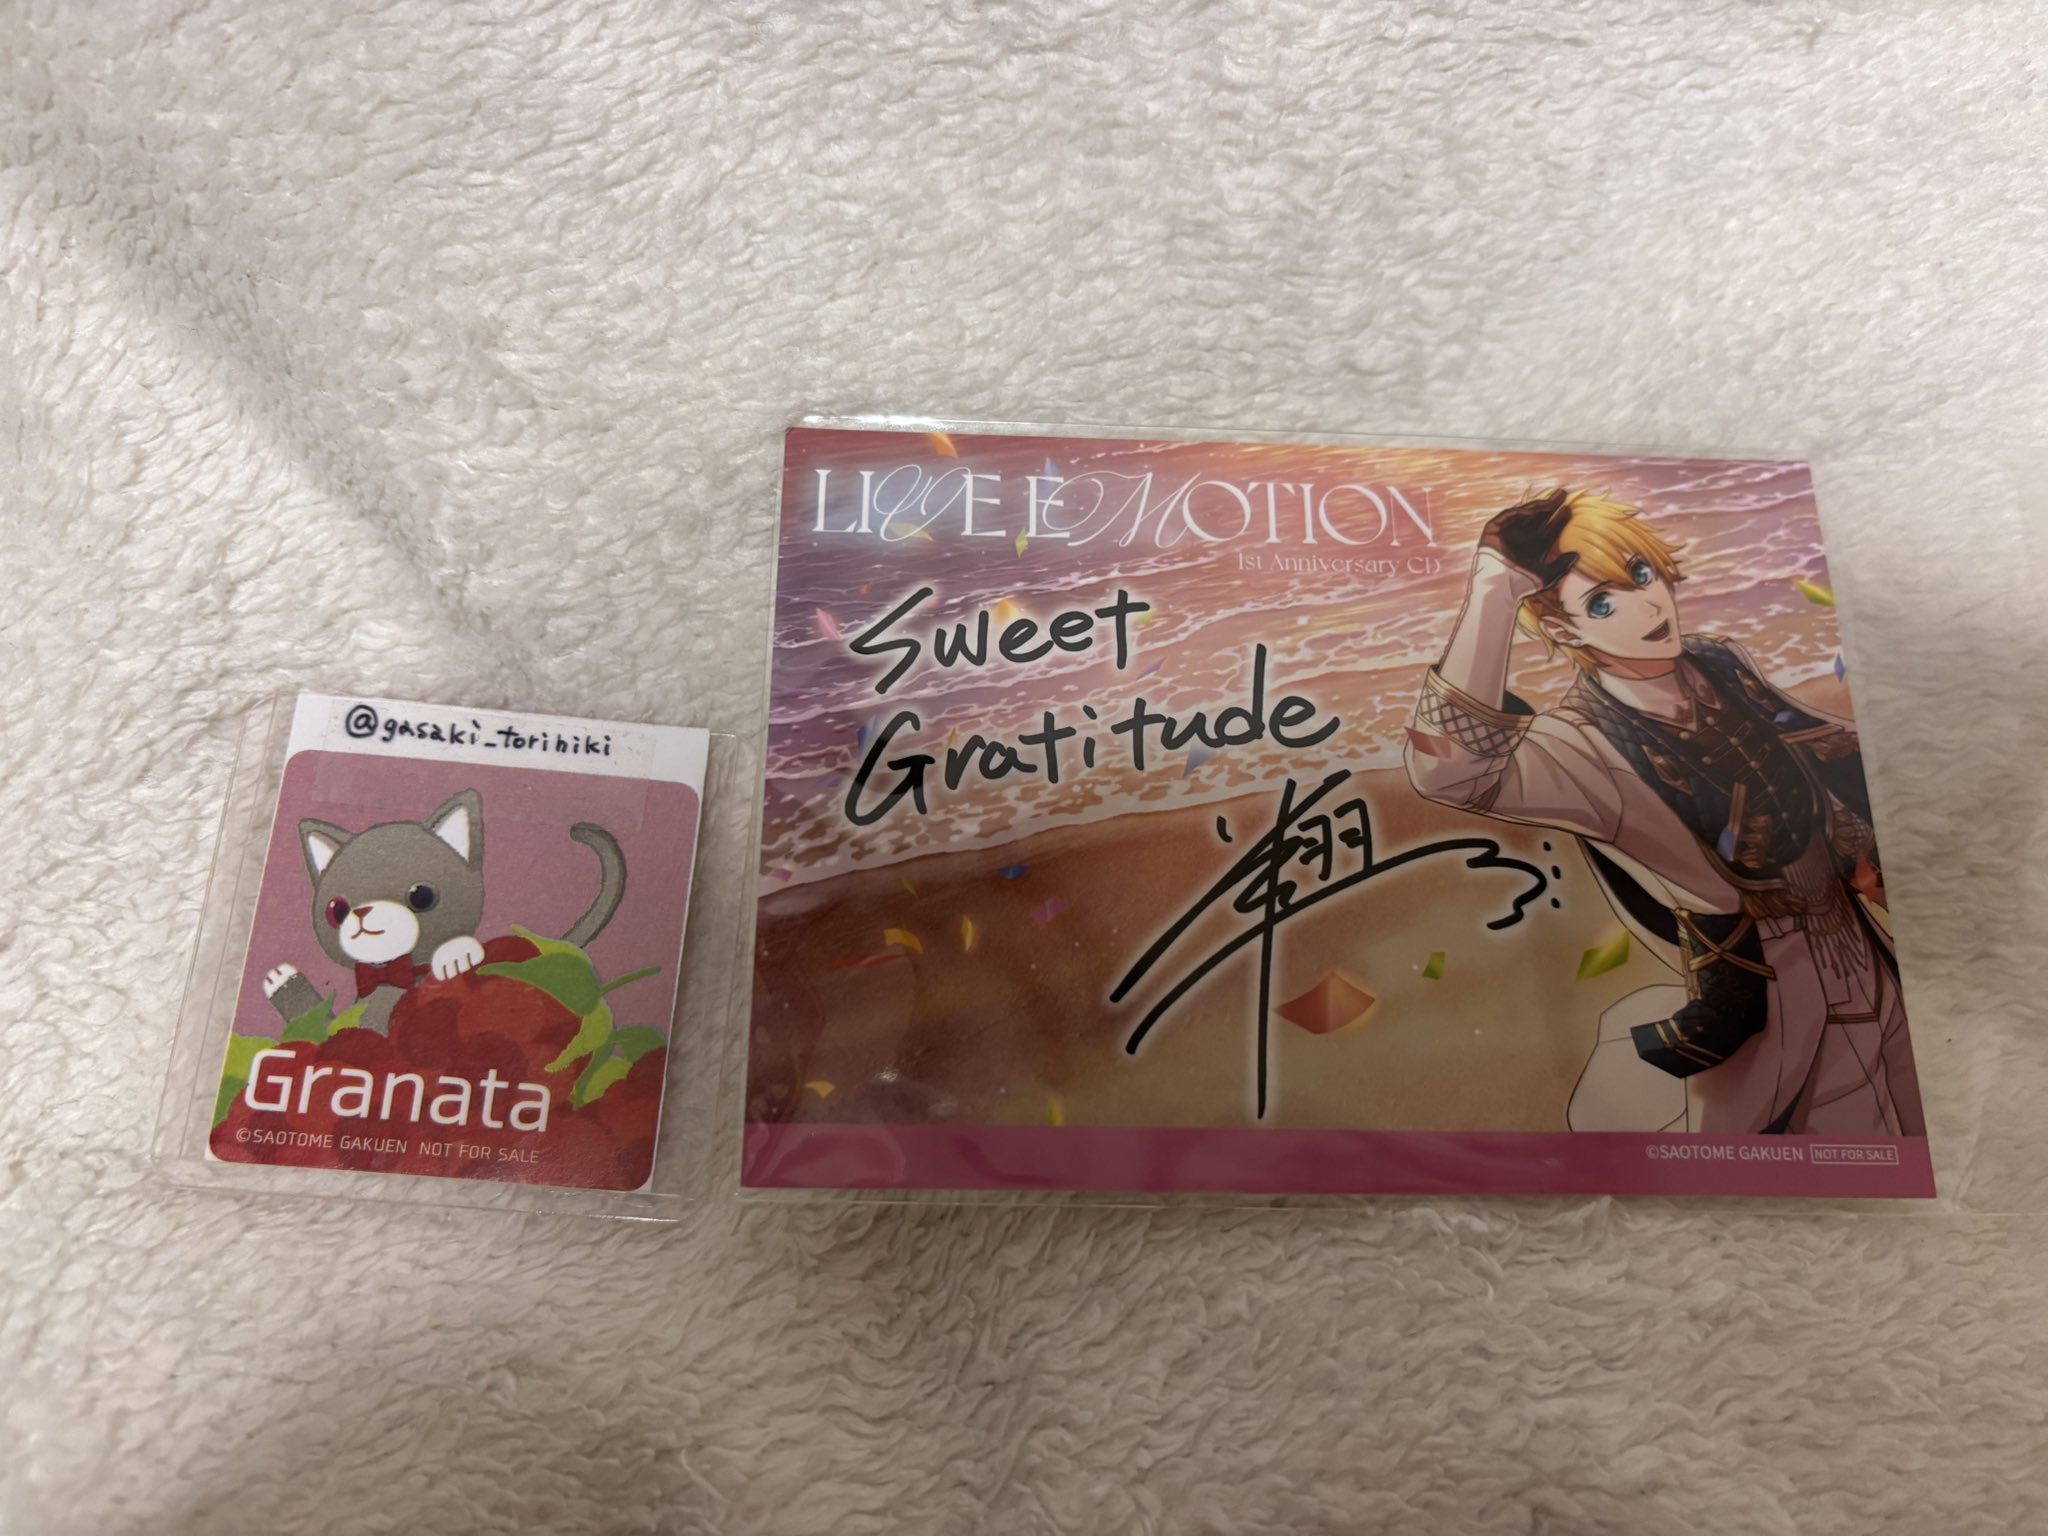 @gasaki_torihiki
Granata
©SAOTOME GAKUEN NOT FOR SALE
LIVE EMOTION
1st Anniversary CD
Sweet
Gratitude
翔
©SAOTOME GAKUEN NOT FOR SALE